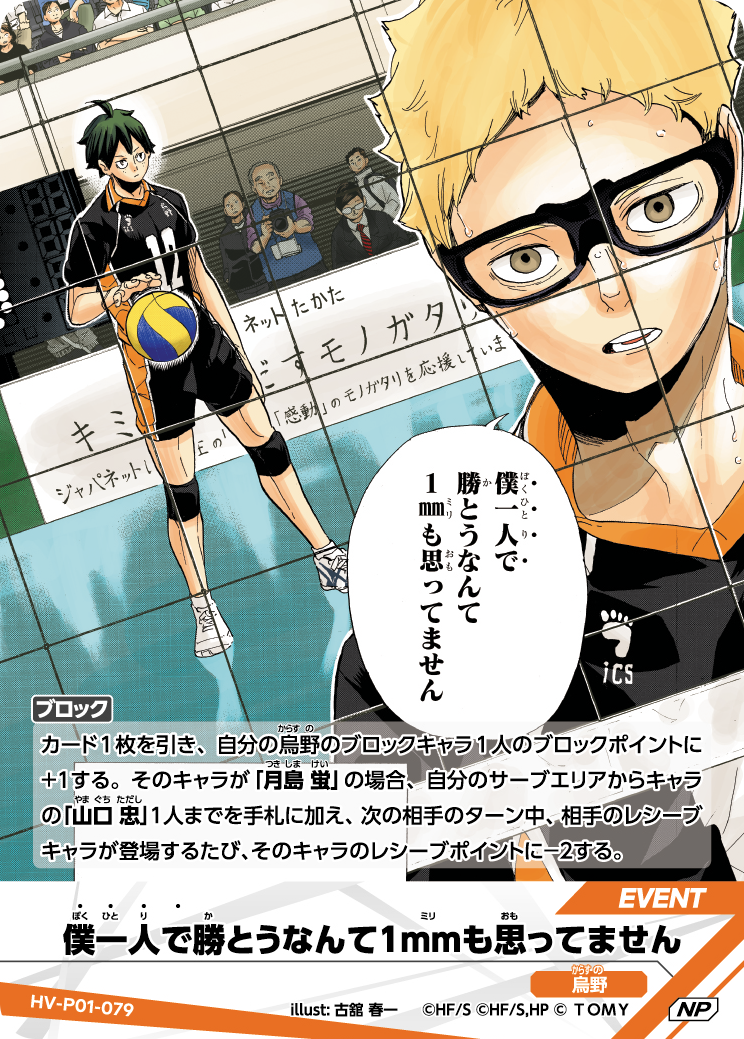 12
ネットたかた
だすモノガタリ
キミ
ジャパネットは
「感動」のモノガタリを応援していま
僕一人で
勝とうなんて
1㎜も思ってません
iCS
ブロック
カード1枚を引き、自分の烏野のブロックキャラ1人のブロックポイントに
+1する。そのキャラが「月島 蛍」の場合、自分のサーブエリアからキャラ
の「山口 忠」1人までを手札に加え、次の相手のターン中、相手のレシーブ
キャラが登場するたび、そのキャラのレシーブポイントに−2する。
EVENT
僕一人で勝とうなんて1mmも思ってません
烏野
HV-P01-079
illust: 古舘 春一 ©HF/S ©HF/S,HP © TOMY
NP